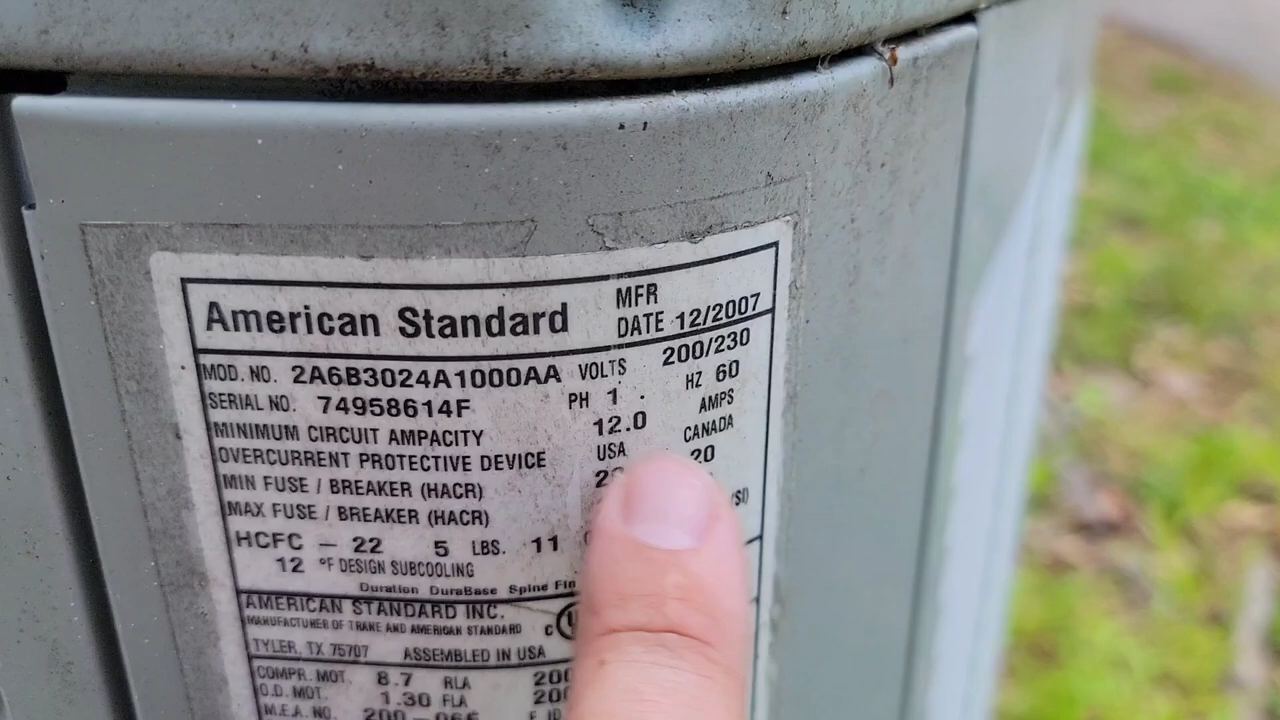 American Standard
MFR
DATE 12/2007
MOD. NO. 2A6B3024A1000AA VOLTS 200/230
SERIAL NO. 74958614F PH 1 HZ 60
MINIMUM CIRCUIT AMPACITY 12.0 AMPS
OVERCURRENT PROTECTIVE DEVICE USA CANADA
MIN FUSE / BREAKER (HACR) 20
MAX FUSE / BREAKER (HACR)
HCFC - 22 5 LBS. 11
12 °F DESIGN SUBCOOLING
Duration DuraBase Spine Fin
AMERICAN STANDARD INC.
MANUFACTURER OF TRANE AND AMERICAN STANDARD
TYLER, TX 75707 ASSEMBLED IN USA
COMPR. MOT. 8.7 RLA
O.D. MOT. 1.30 FLA
M.E.A. NO.